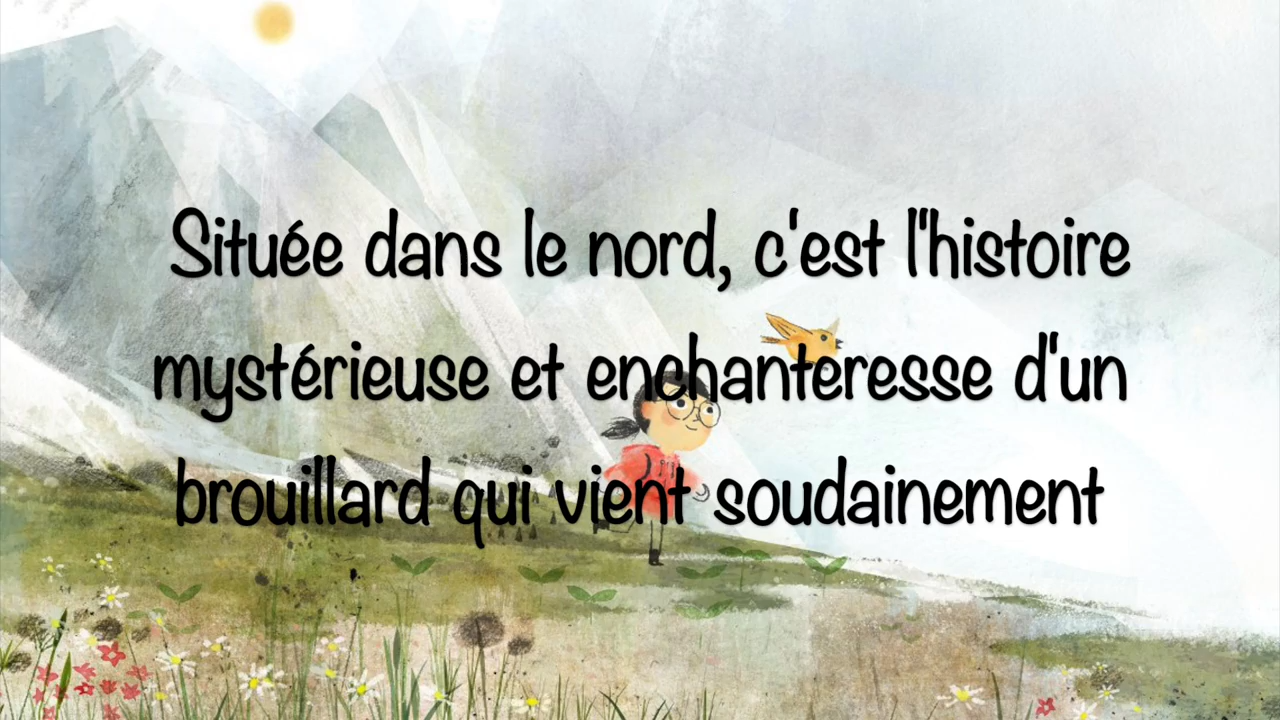 Située dans le nord, c'est l'histoire
mystérieuse et enchanteresse d'un
brouillard qui vient soudainement